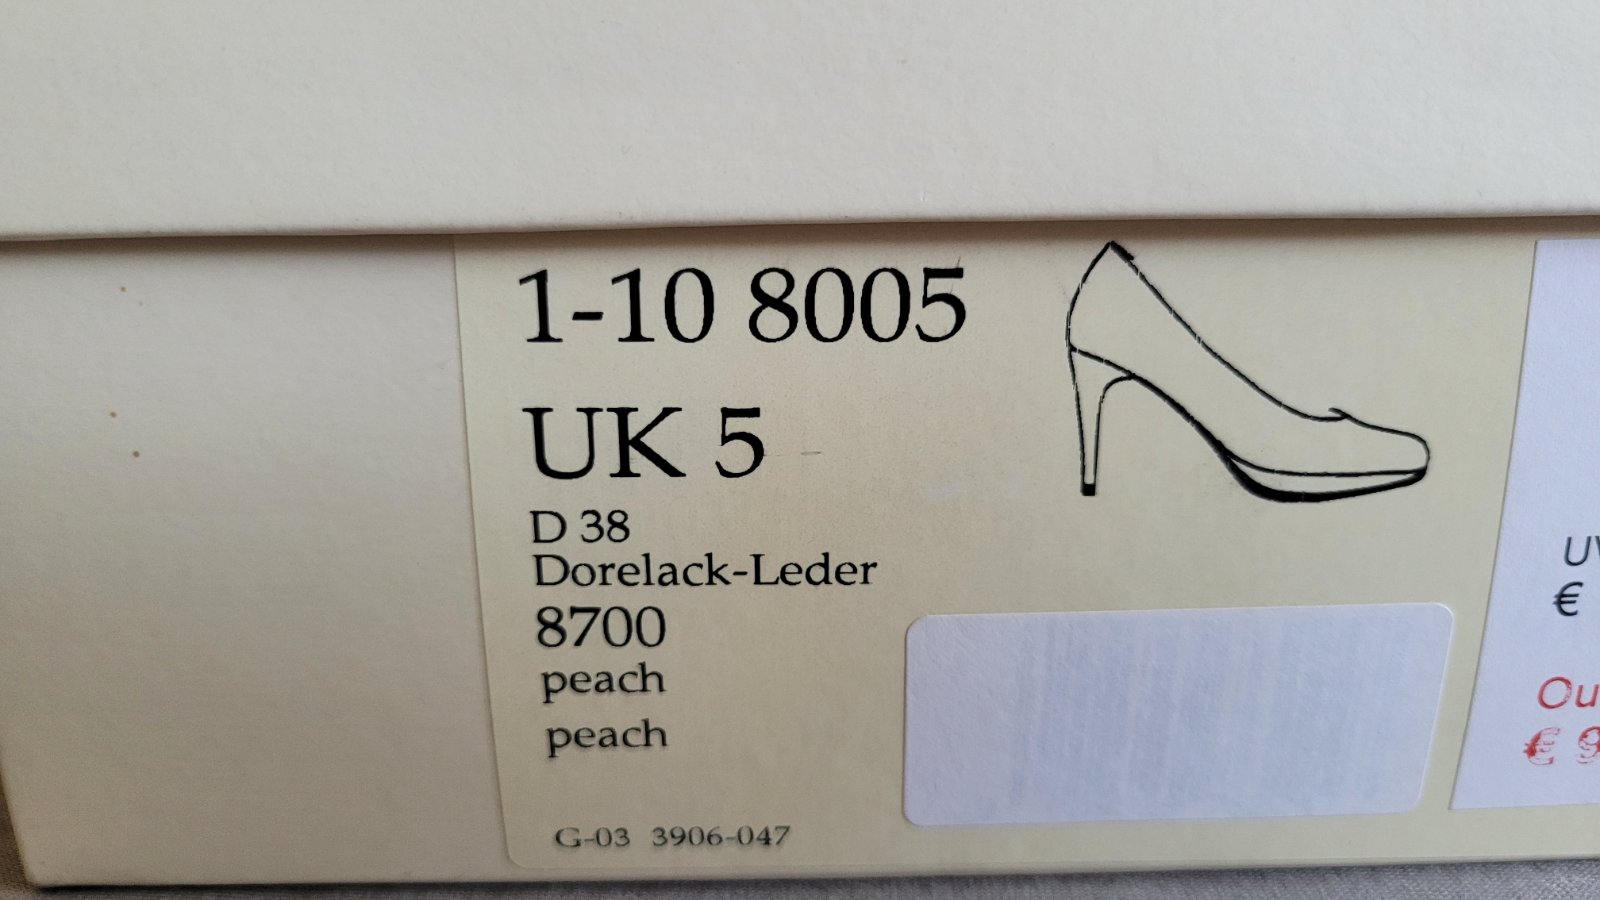 1-10 8005
UK 5
D 38
Dorelack-Leder
8700
peach
peach
G-03 3906-047
€
€